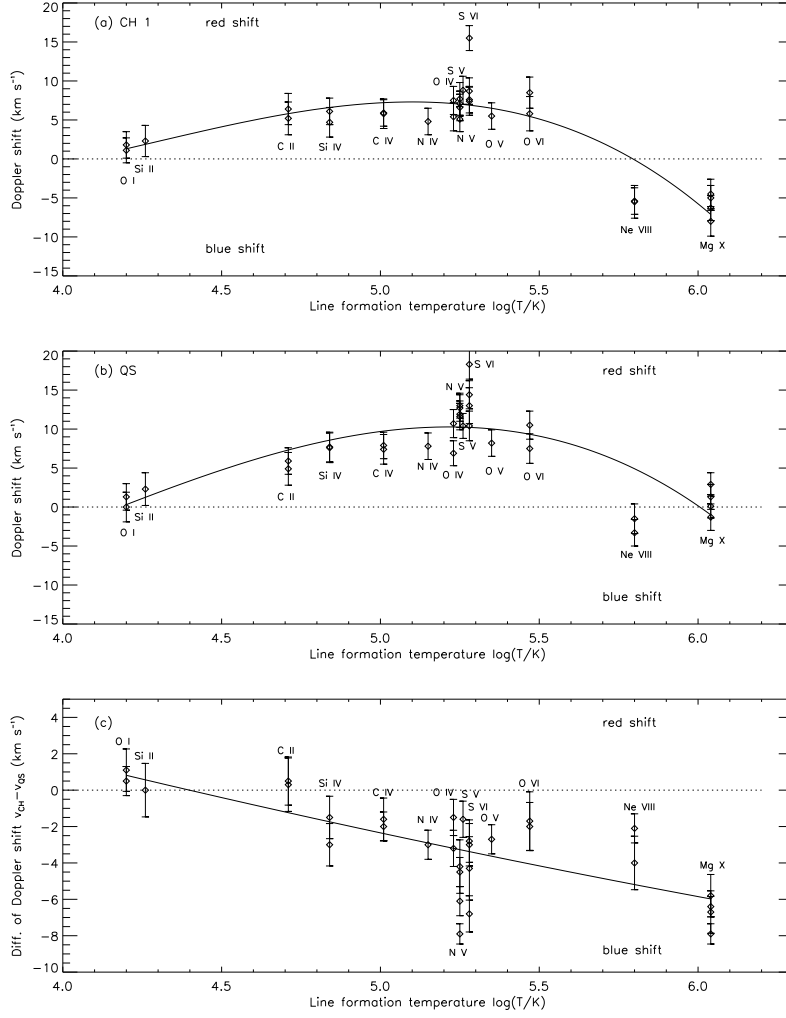 (a) CH 1
red shift
S VI
S V
O IV
O I
Si II
C II
Si IV
C IV
N IV
N V
O V
O VI
Ne VIII
Mg X
blue shift
Doppler shift (km s⁻¹)
20
15
10
5
0
−5
−10
−15
4.0 4.5 5.0 5.5 6.0
Line formation temperature log(T/K)
(b) QS
red shift
S VI
N V
O I
Si II
C II
Si IV
C IV
N IV
O IV
S V
O V
O VI
Ne VIII
Mg X
blue shift
Doppler shift (km s⁻¹)
20
15
10
5
0
−5
−10
−15
4.0 4.5 5.0 5.5 6.0
Line formation temperature log(T/K)
(c)
red shift
O I
Si II
C II
Si IV
C IV
N IV
O IV
S V
S VI
O V
O VI
Ne VIII
Mg X
N V
blue shift
Diff. of Doppler shift v_CH−v_QS (km s⁻¹)
4
2
0
−2
−4
−6
−8
−10
4.0 4.5 5.0 5.5 6.0
Line formation temperature log(T/K)